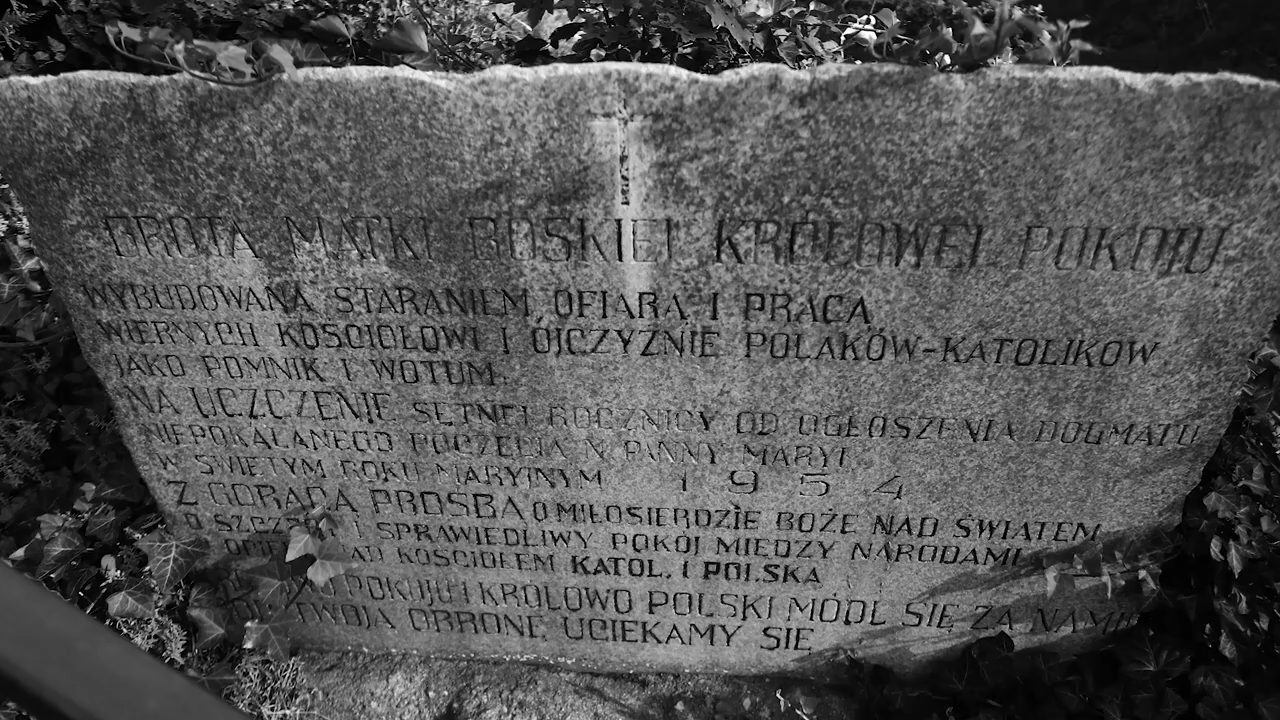 GROTA MATKI BOSKIEJ KRÓLOWEJ POKOJU
WYBUDOWANA STARANIEM, OFIARĄ I PRACĄ
WIERNYCH KOŚCIOŁOWI I OJCZYŹNIE POLAKÓW-KATOLIKÓW
JAKO POMNIK I WOTUM.
NA UCZCZENIE SETNEJ ROCZNICY OD OGŁOSZENIA DOGMATU
NIEPOKALANEGO POCZĘCIA N. PANNY MARYI
W ŚWIĘTYM ROKU MARYJNYM 1954
Z GORĄCĄ PROŚBĄ O MIŁOSIERDZIE BOŻE NAD ŚWIATEM
O I SPRAWIEDLIWY POKÓJ MIĘDZY NARODAMI
KOŚCIOŁEM KATOL. I POLSKĄ
POKOJU I KRÓLOWO POLSKI MÓDL SIĘ ZA NAMI
TWOJĄ OBRONĘ UCIEKAMY SIĘ